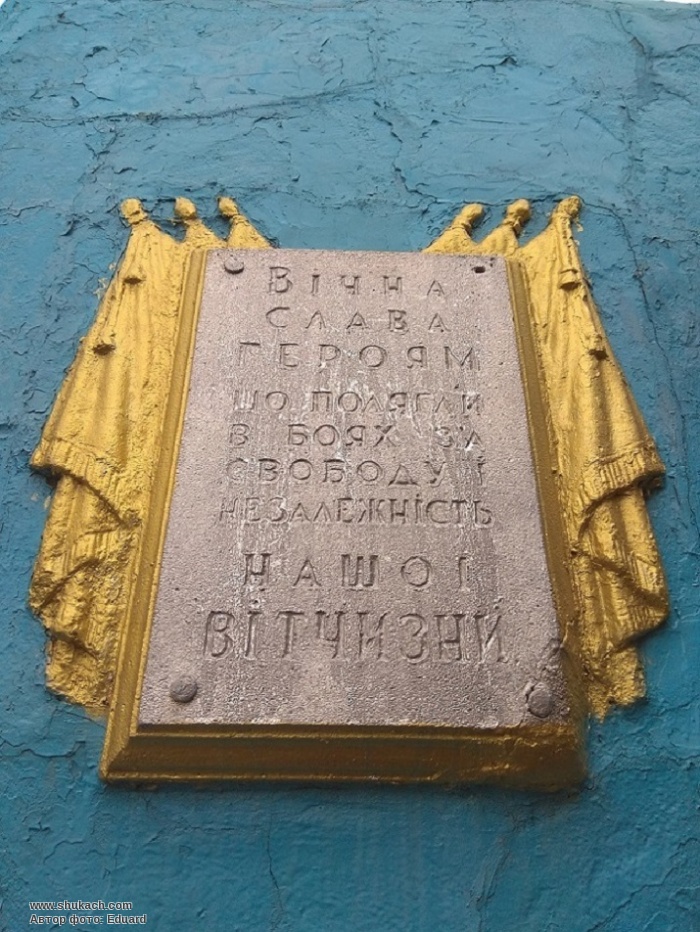 Вічна
СЛАВА
ГЕРОЯМ
ЩО ПОЛЯГЛИ
В БОЯХ ЗА
СВОБОДУ І
НЕЗАЛЕЖНІСТЬ
НАШОЇ
ВІТЧИЗНИ
www.shukach.com
Автор фото: Eduard